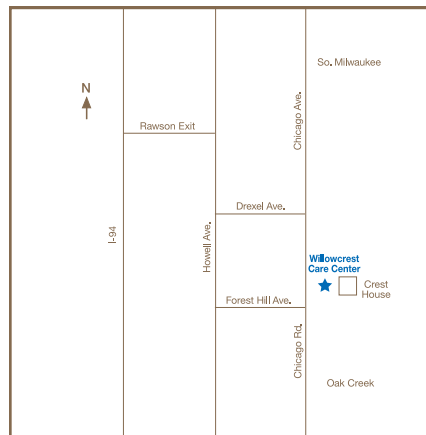 So. Milwaukee
N
Chicago Ave.
Rawson Exit
Drexel Ave.
I-94
Howell Ave.
Willowcrest
Care Center
Crest
House
Forest Hill Ave.
Chicago Rd.
Oak Creek